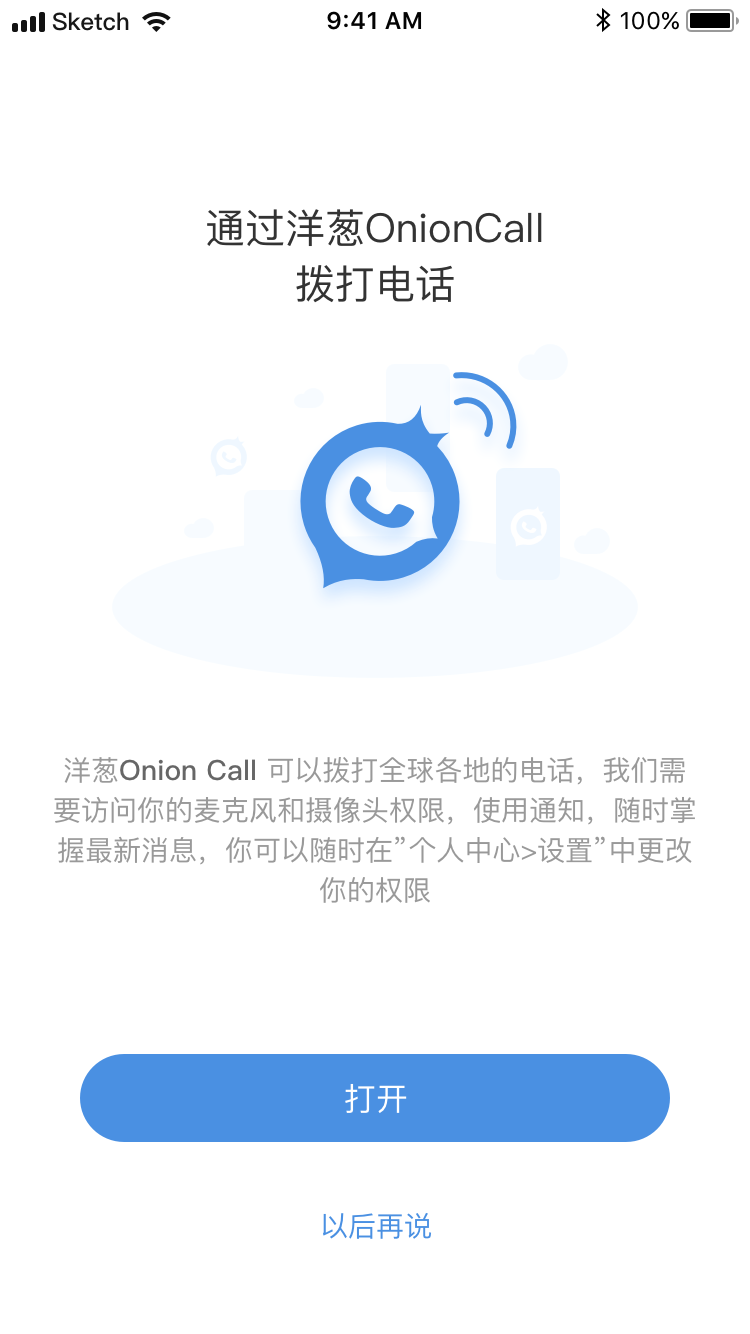 Sketch 9:41 AM 100%
通过洋葱OnionCall
拨打电话
洋葱Onion Call 可以拨打全球各地的电话，我们需
要访问你的麦克风和摄像头权限，使用通知，随时掌
握最新消息，你可以随时在”个人中心>设置”中更改
你的权限
打开
以后再说